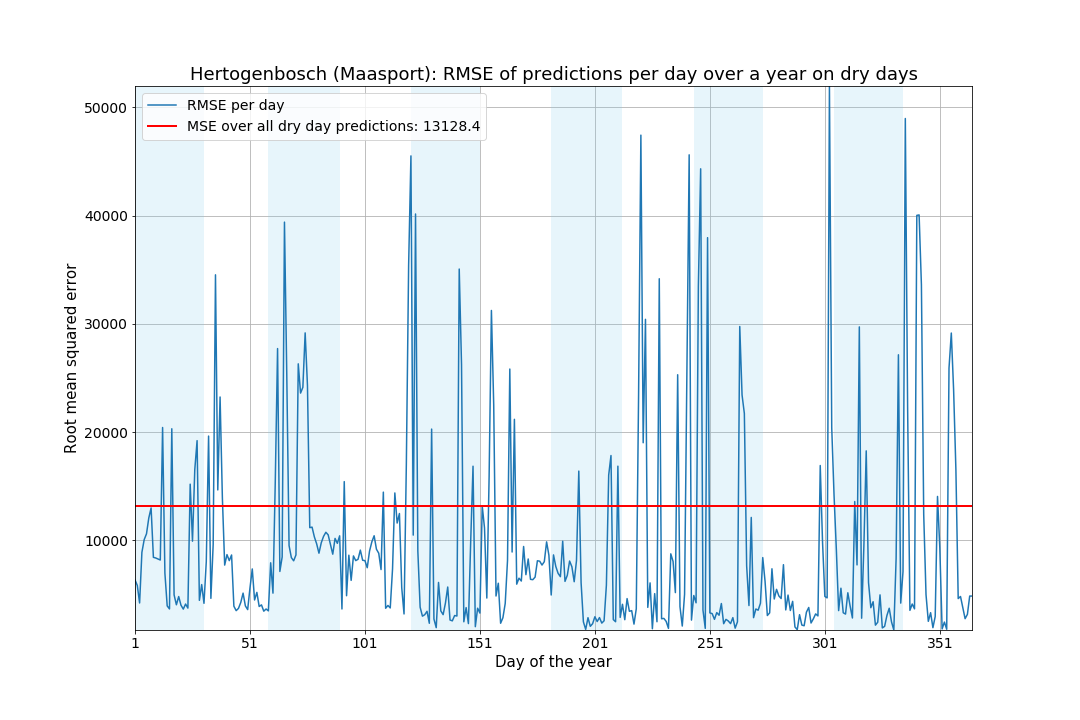 Hertogenbosch (Maasport): RMSE of predictions per day over a year on dry days
RMSE per day
MSE over all dry day predictions: 13128.4
50000
40000
30000
20000
10000
Root mean squared error
1 51 101 151 201 251 301 351
Day of the year